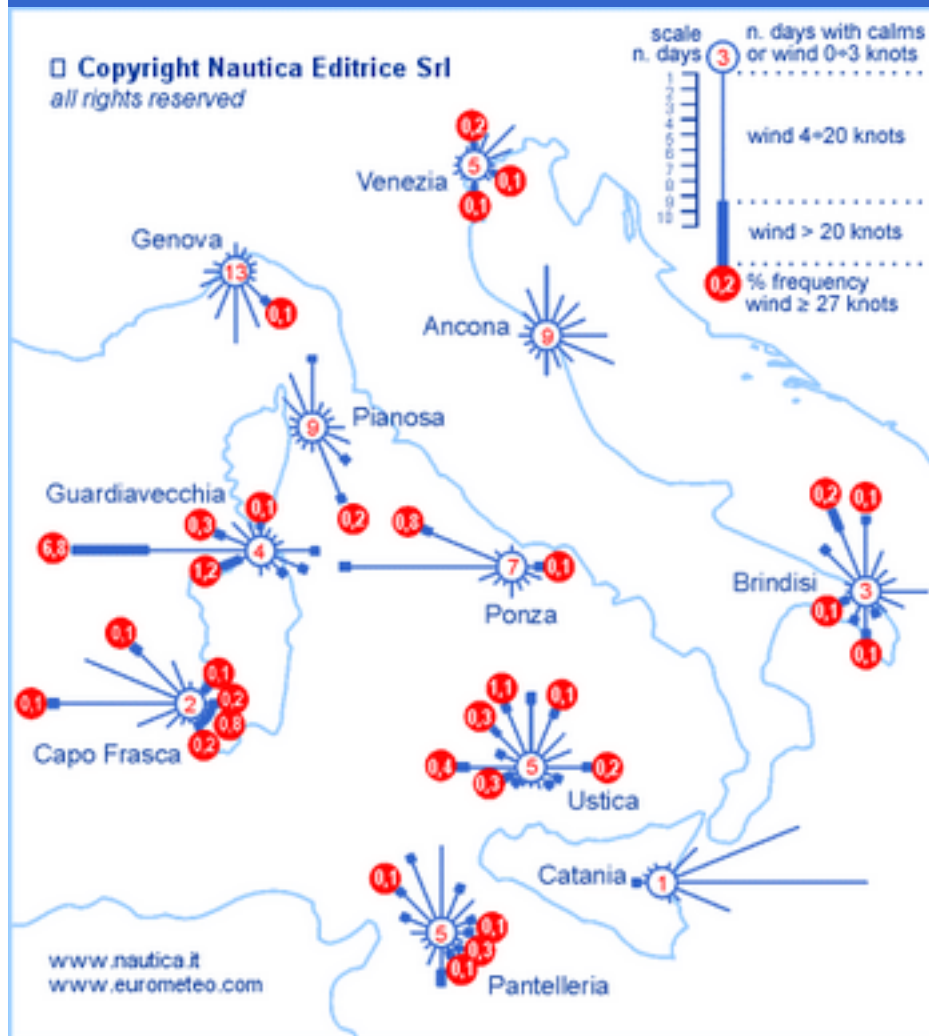 □ Copyright Nautica Editrice Srl
all rights reserved
scale
n. days
3
n. days with calms
or wind 0÷3 knots
1
2
3
4
5
6
7
8
9
10
wind 4÷20 knots
wind > 20 knots
0,2
% frequency
wind ≥ 27 knots
0,2
5
Venezia
0,1
0,1
Genova
13
0,1
Ancona
9
9
Pianosa
0,2
Guardiavecchia
0,1
0,3
6,8
4
1,2
0,8
7
0,1
Ponza
0,2
0,1
Brindisi
3
0,1
0,1
0,1
0,1
0,1
2
0,2
0,8
0,2
Capo Frasca
1,1
0,1
0,3
0,4
5
0,2
0,3
Ustica
Catania
1
0,1
5
0,1
0,3
0,1
Pantelleria
www.nautica.it
www.eurometeo.com